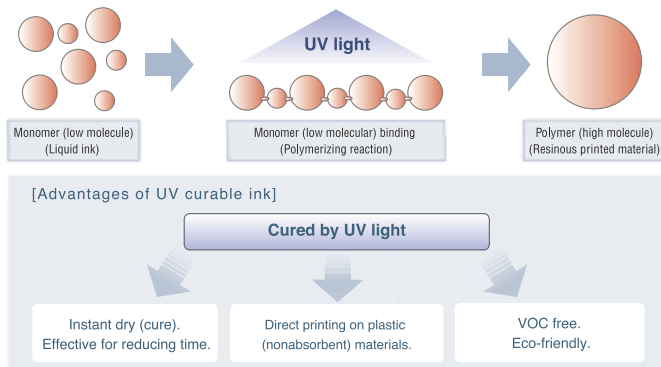 UV light
Monomer (low molecule)
(Liquid ink)
Monomer (low molecular) binding
(Polymerizing reaction)
Polymer (high molecule)
(Resinous printed material)
[Advantages of UV curable ink]
Cured by UV light
Instant dry (cure).
Effective for reducing time.
Direct printing on plastic
(nonabsorbent) materials.
VOC free.
Eco-friendly.